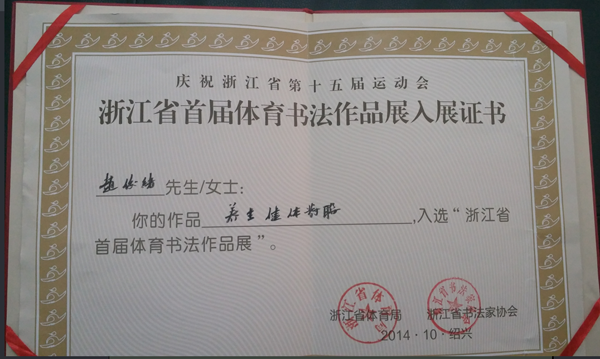 庆祝浙江省第十五届运动会
浙江省首届体育书法作品展入展证书
先生/女士：
你的作品养生健体,入选“浙江省
首届体育书法作品展”。
浙江省体育局 浙江省书法家协会
2014·10·绍兴